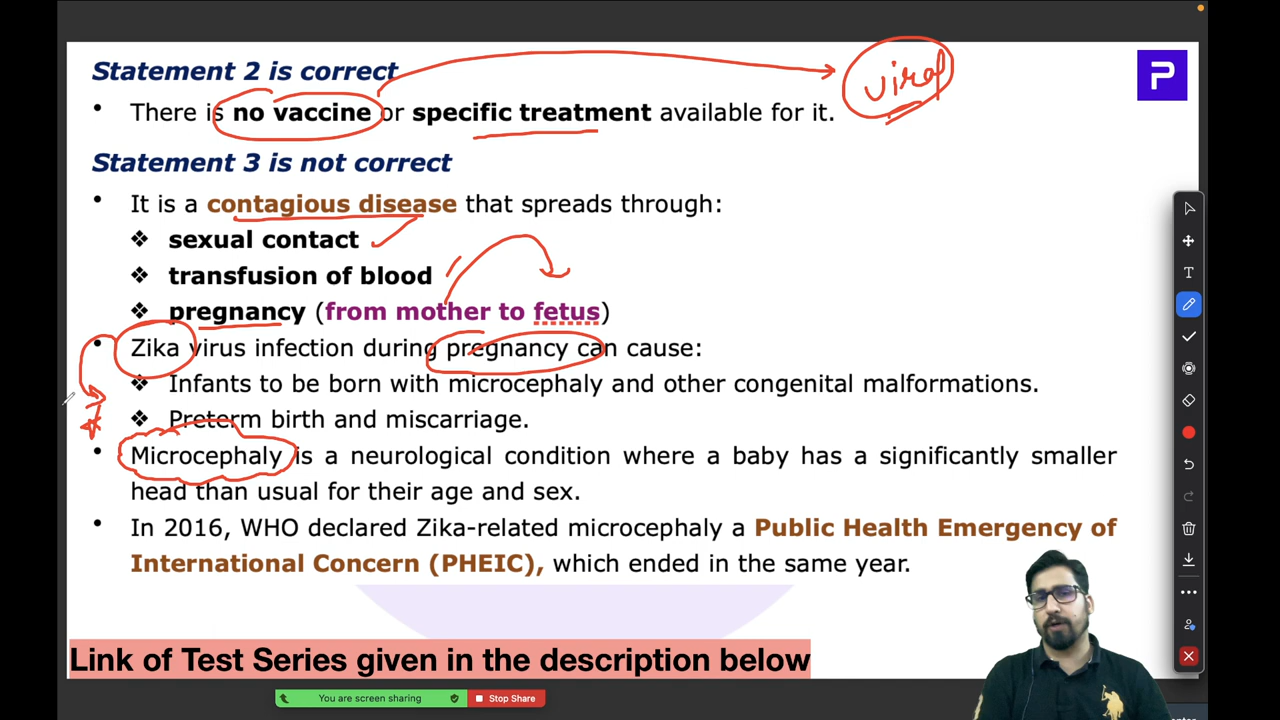 Statement 2 is correct
• There is no vaccine or specific treatment available for it.
viral
P
Statement 3 is not correct
• It is a contagious disease that spreads through:
❖ sexual contact
❖ transfusion of blood
❖ pregnancy (from mother to fetus)
• Zika virus infection during pregnancy can cause:
❖ Infants to be born with microcephaly and other congenital malformations.
❖ Preterm birth and miscarriage.
• Microcephaly is a neurological condition where a baby has a significantly smaller
head than usual for their age and sex.
• In 2016, WHO declared Zika-related microcephaly a Public Health Emergency of
International Concern (PHEIC), which ended in the same year.
Link of Test Series given in the description below
You are screen sharing
Stop Share
T